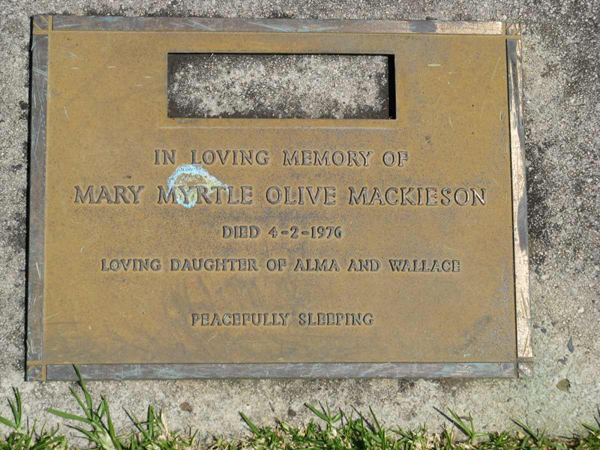 IN LOVING MEMORY OF
MARY MYRTLE OLIVE MACKIESON
DIED 4-2-1976
LOVING DAUGHTER OF ALMA AND WALLACE
PEACEFULLY SLEEPING